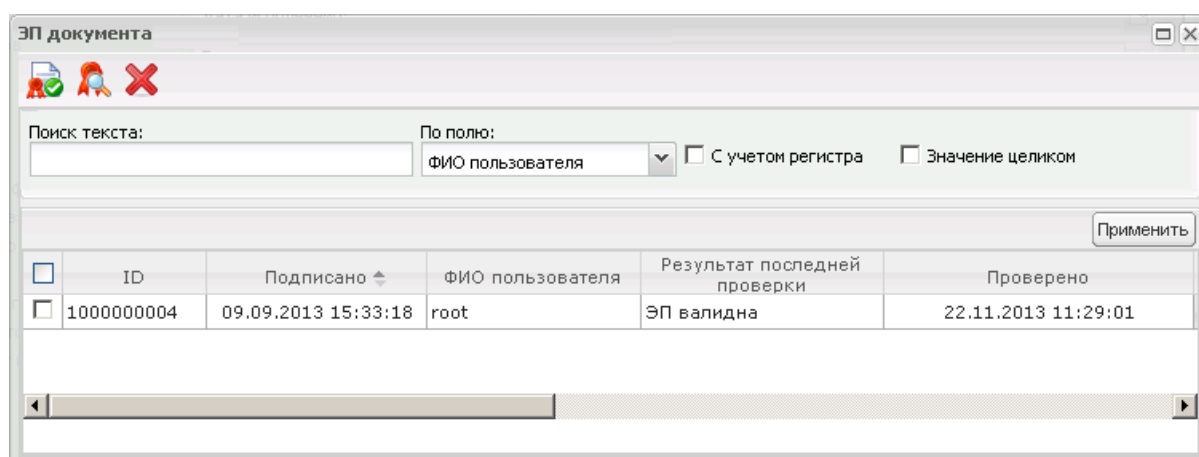 ЭП документа
Поиск текста:
По полю:
ФИО пользователя
С учетом регистра
Значение целиком
Применить
ID
Подписано
ФИО пользователя
Результат последней
проверки
Проверено
1000000004
09.09.2013 15:33:18
root
ЭП валидна
22.11.2013 11:29:01